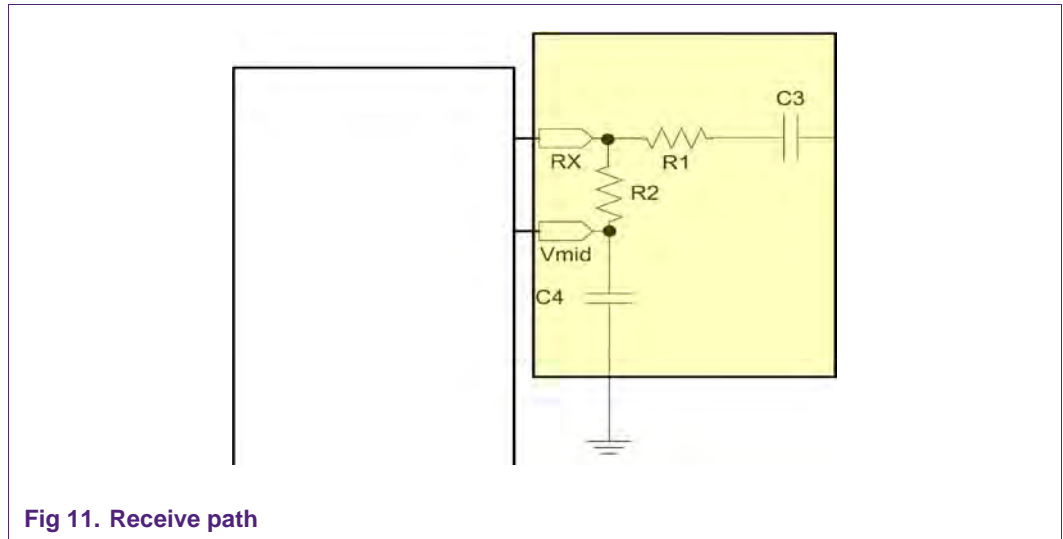 C3
RX
R1
R2
Vmid
C4
Fig 11. Receive path